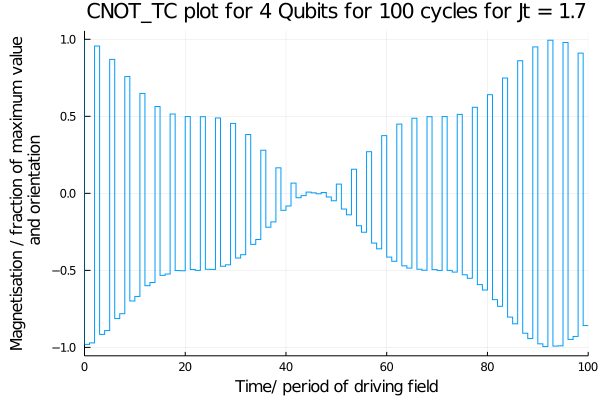 CNOT_TC plot for 4 Qubits for 100 cycles for Jt = 1.7
Magnetisation / fraction of maximum value
and orientation
1.0
0.5
0.0
−0.5
−1.0
0 20 40 60 80 100
Time/ period of driving field